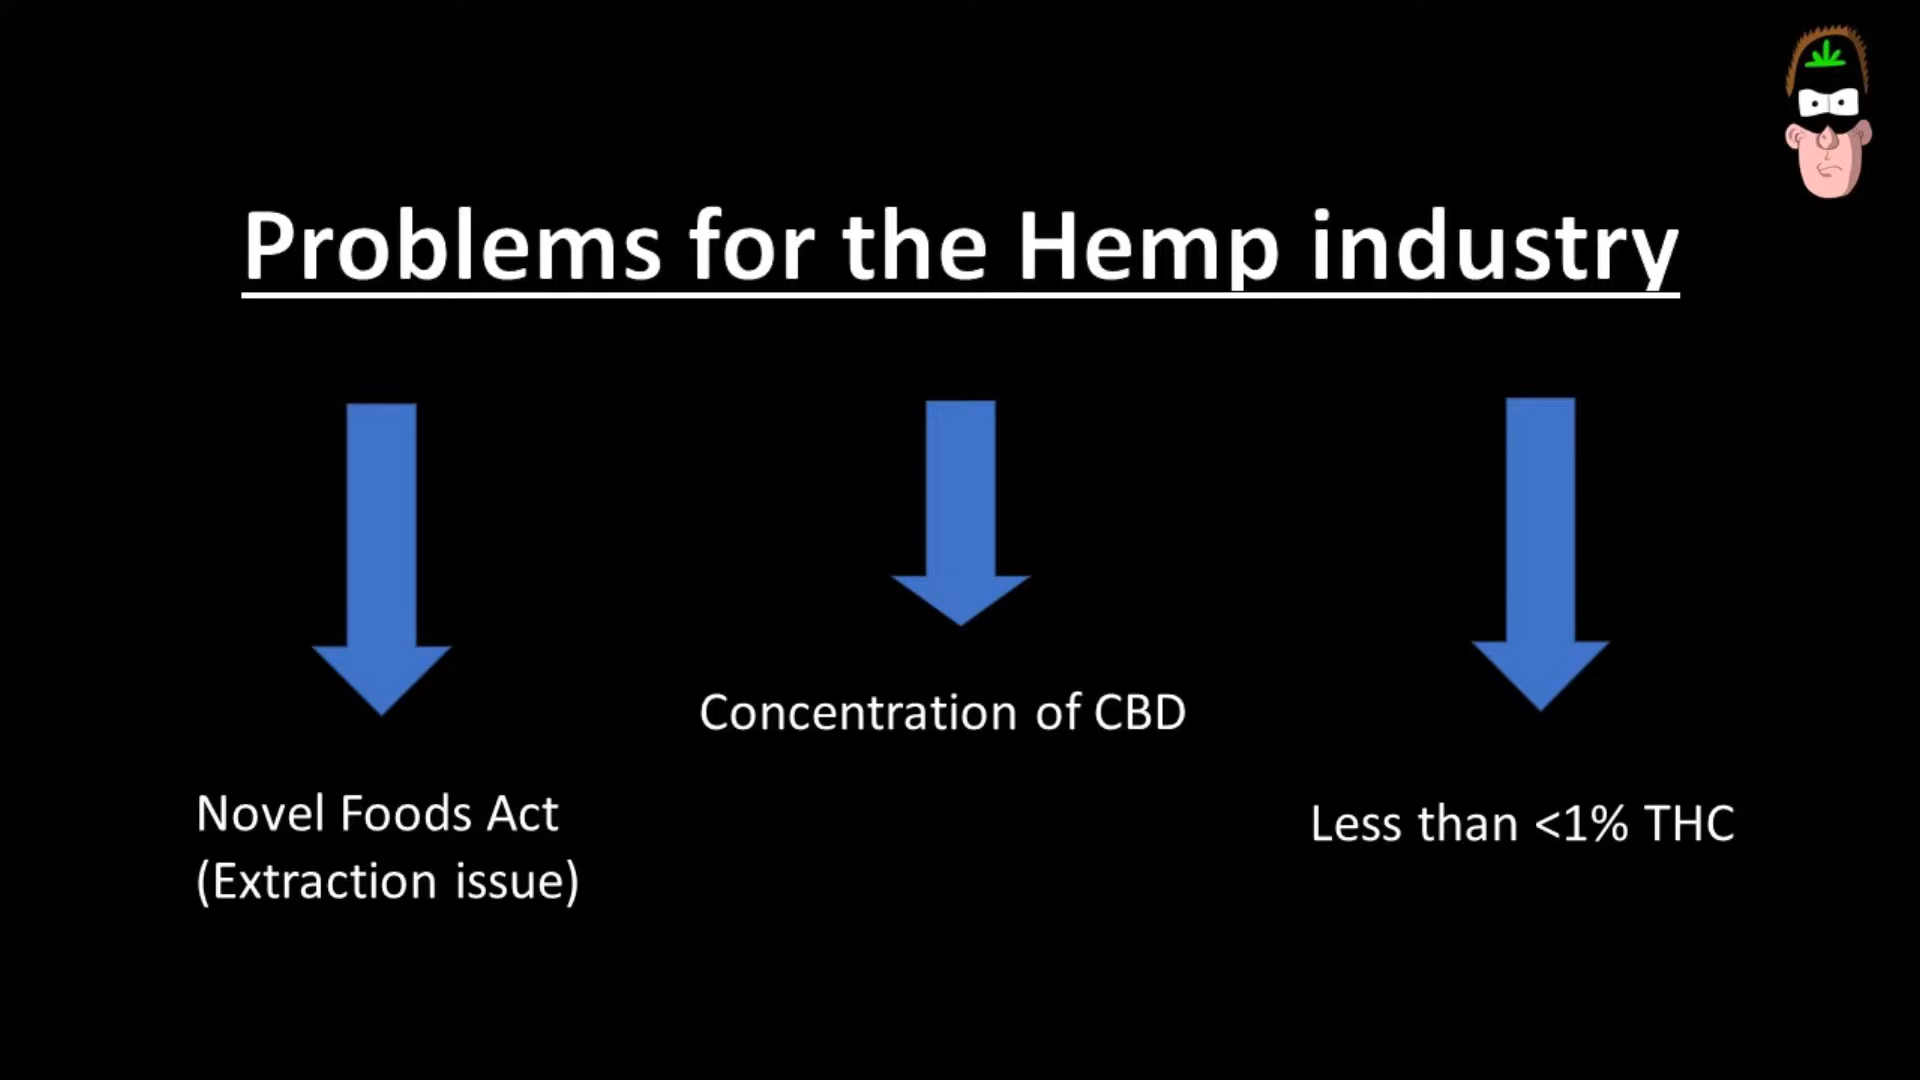 Problems for the Hemp industry
Concentration of CBD
Novel Foods Act
(Extraction issue)
Less than <1% THC